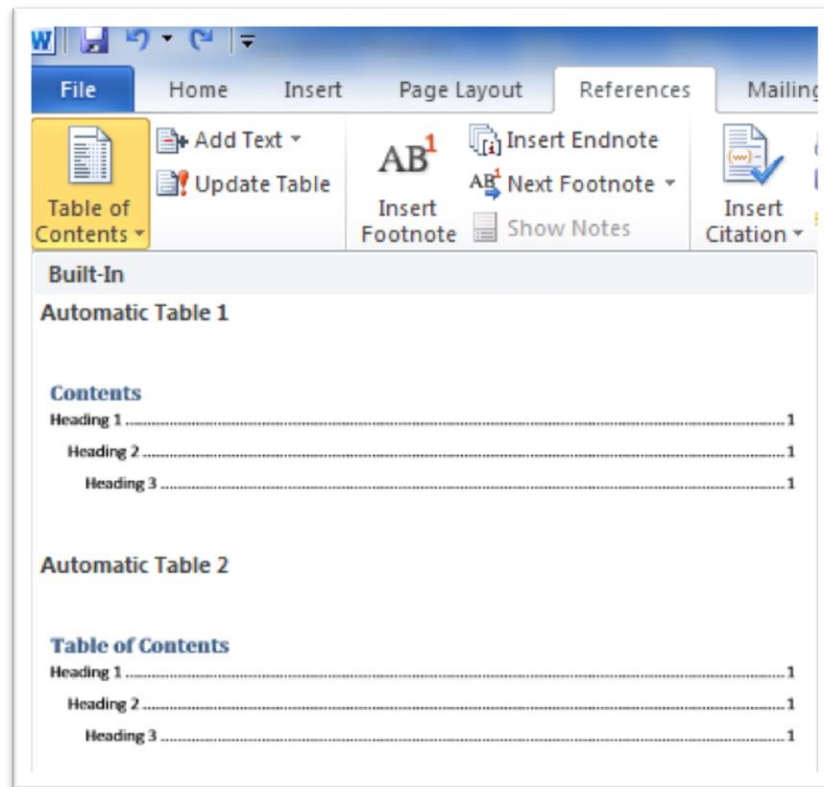 W
File Home Insert Page Layout References Mailing
Table of
Contents
Add Text
Update Table
AB1
Insert
Footnote
Insert Endnote
AB1 Next Footnote
Show Notes
Insert
Citation
Built-In
Automatic Table 1
Contents
Heading 1 1
Heading 2 1
Heading 3 1
Automatic Table 2
Table of Contents
Heading 1 1
Heading 2 1
Heading 3 1